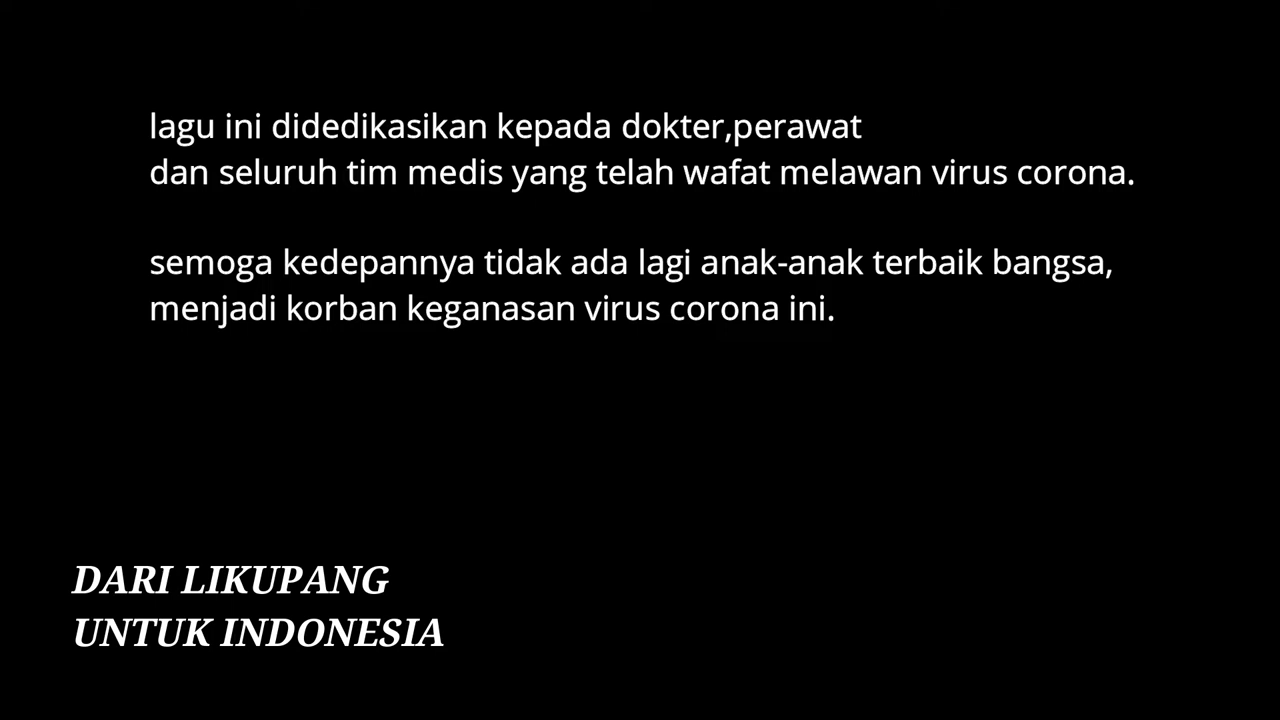 lagu ini didedikasikan kepada dokter,perawat
dan seluruh tim medis yang telah wafat melawan virus corona.
semoga kedepannya tidak ada lagi anak-anak terbaik bangsa,
menjadi korban keganasan virus corona ini.
DARI LIKUPANG
UNTUK INDONESIA